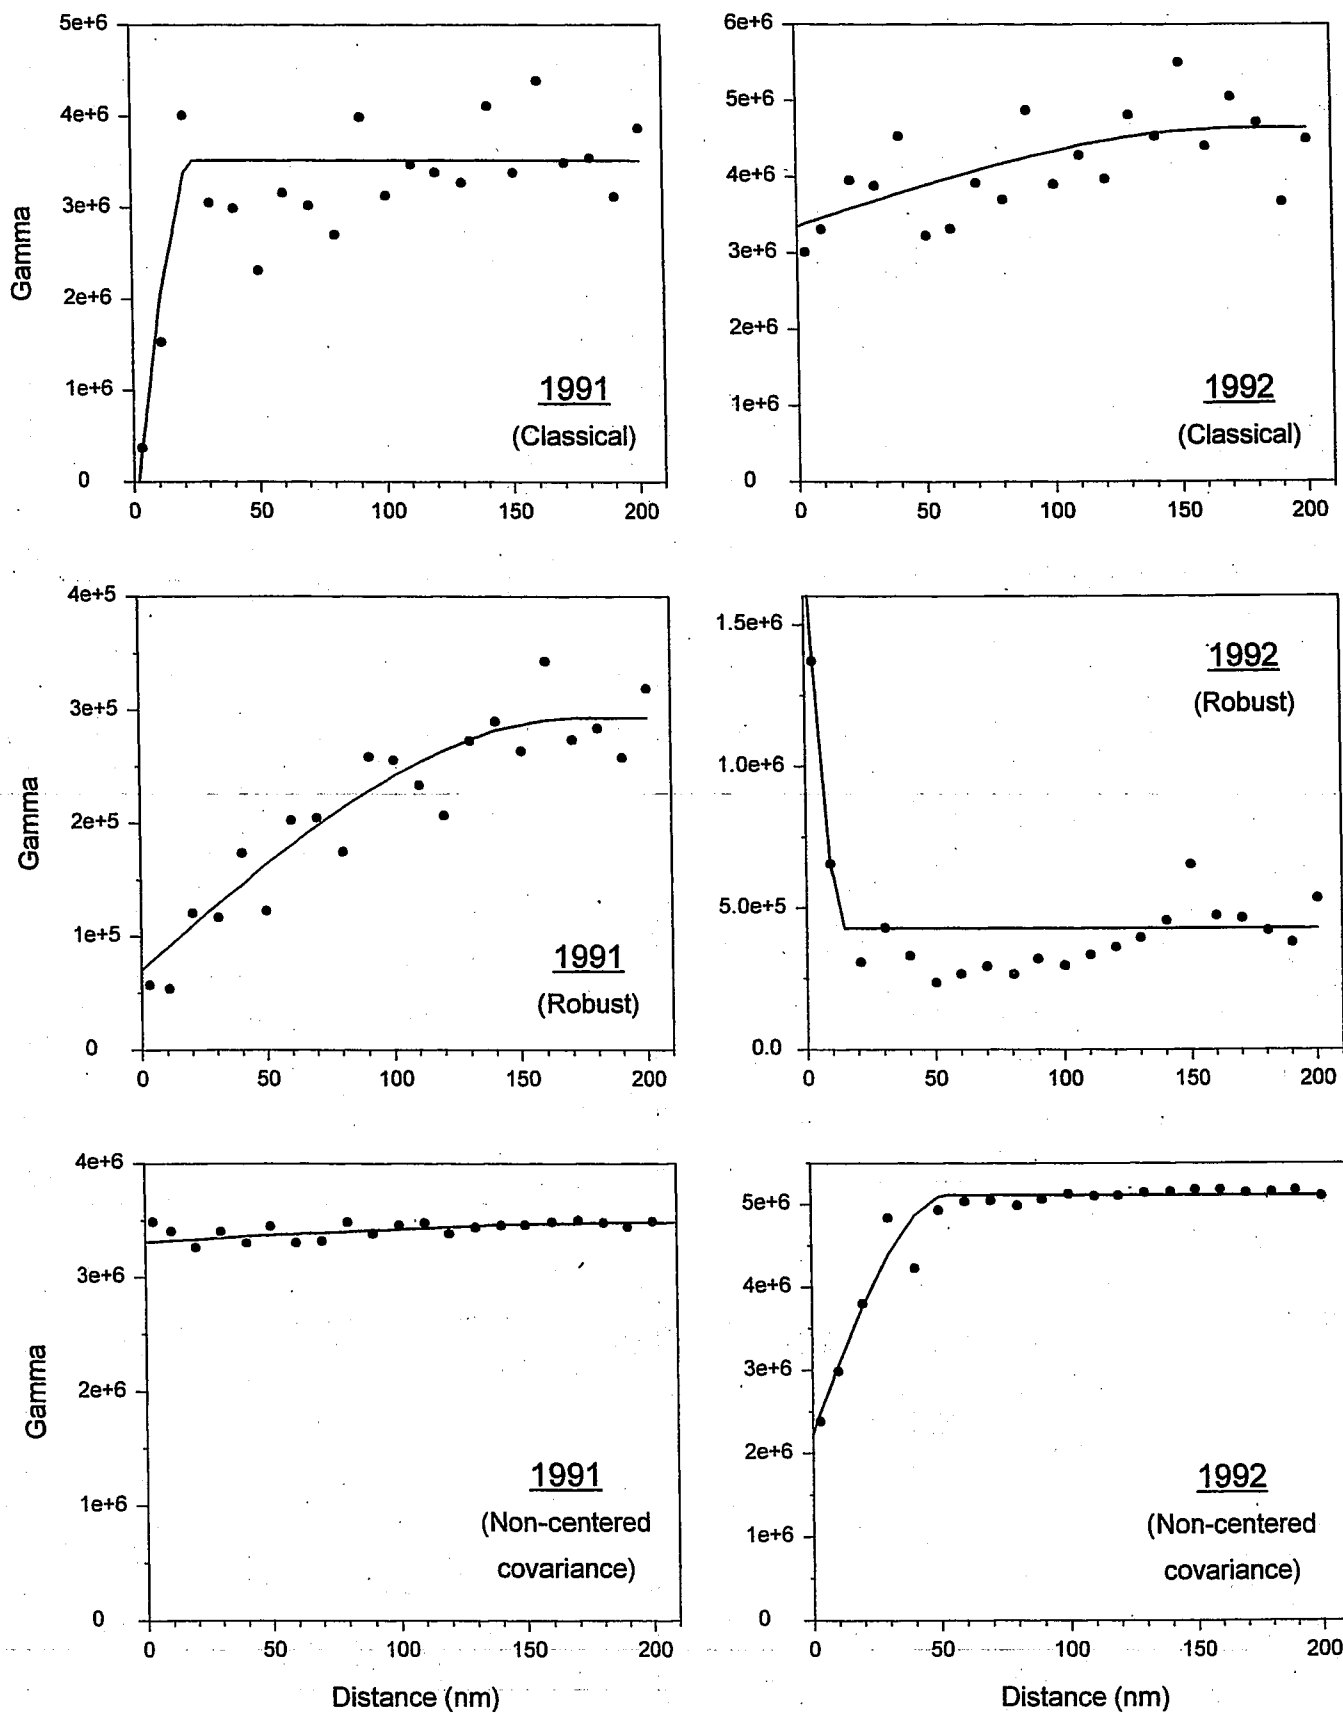 5e+6
4e+6
3e+6
2e+6
1e+6
0
Gamma
0 50 100 150 200
1991
(Classical)
6e+6
5e+6
4e+6
3e+6
2e+6
1e+6
0
0 50 100 150 200
1992
(Classical)
4e+5
3e+5
2e+5
1e+5
0
Gamma
0 50 100 150 200
1991
(Robust)
1.5e+6
1.0e+6
5.0e+5
0.0
0 50 100 150 200
1992
(Robust)
4e+6
3e+6
2e+6
1e+6
0
Gamma
0 50 100 150 200
1991
(Non-centered
covariance)
Distance (nm)
5e+6
4e+6
3e+6
2e+6
1e+6
0
0 50 100 150 200
1992
(Non-centered
covariance)
Distance (nm)